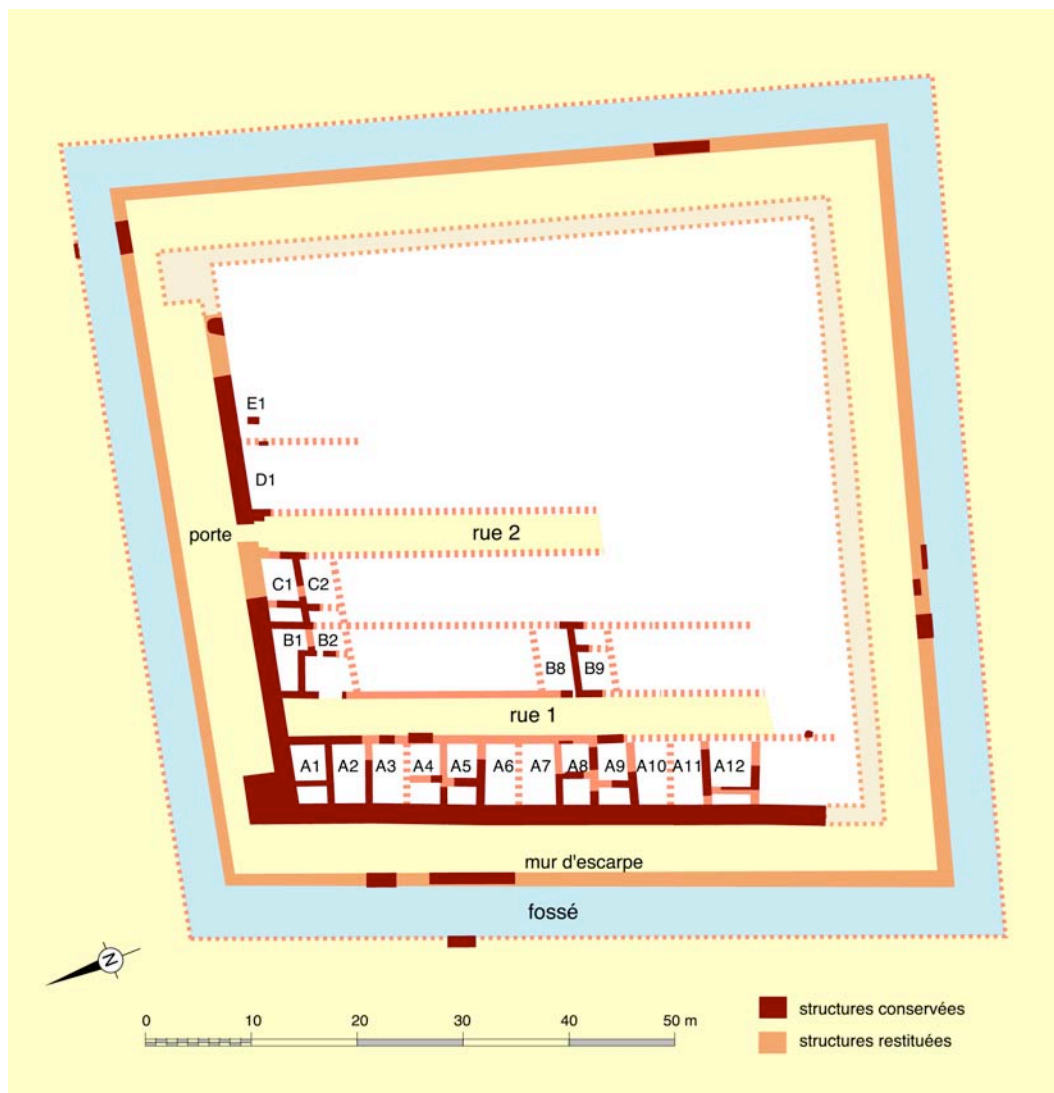 E1
D1
porte
rue 2
C1 C2
B1 B2
B8 B9
rue 1
A1 A2 A3 A4 A5 A6 A7 A8 A9 A10 A11 A12
mur d'escarpe
fossé
N
0 10 20 30 40 50 m
structures conservées
structures restituées